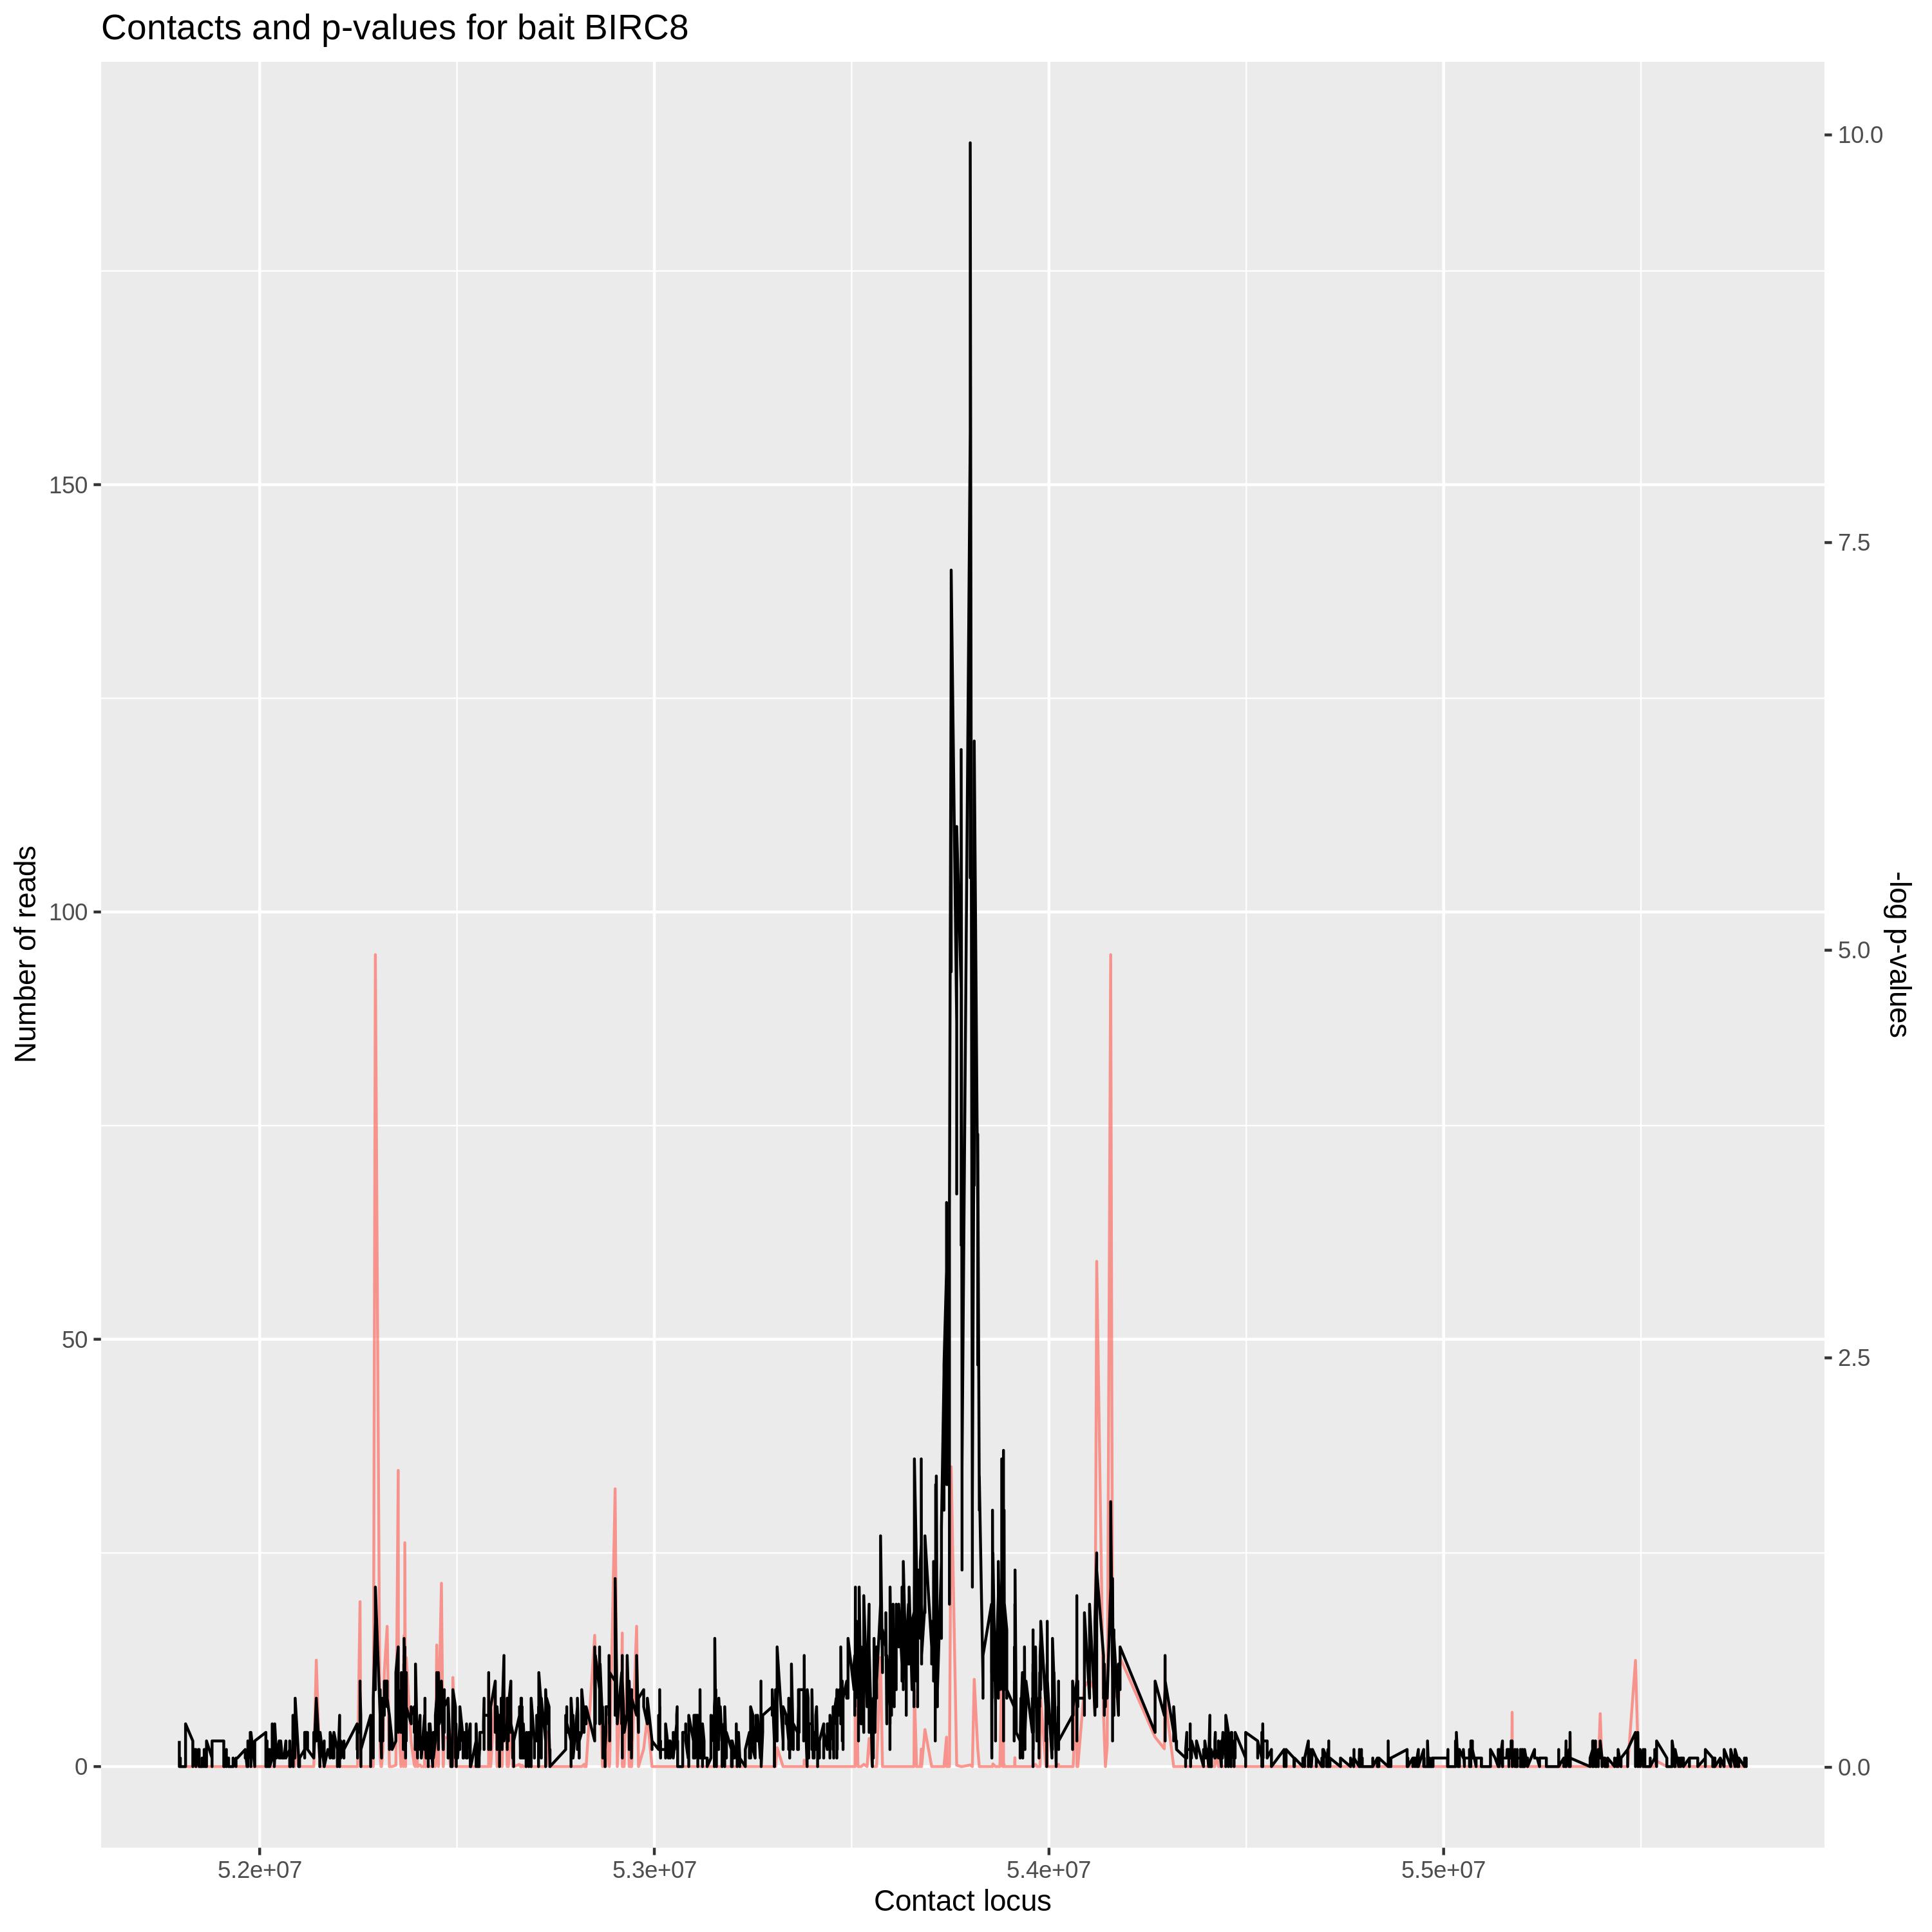 Contacts and p-values for bait BIRC8
10.0
150
7.5
100
5.0
Number of reads
-log p-values
50
2.5
0
0.0
5.2e+07
5.3e+07
5.4e+07
5.5e+07
Contact locus